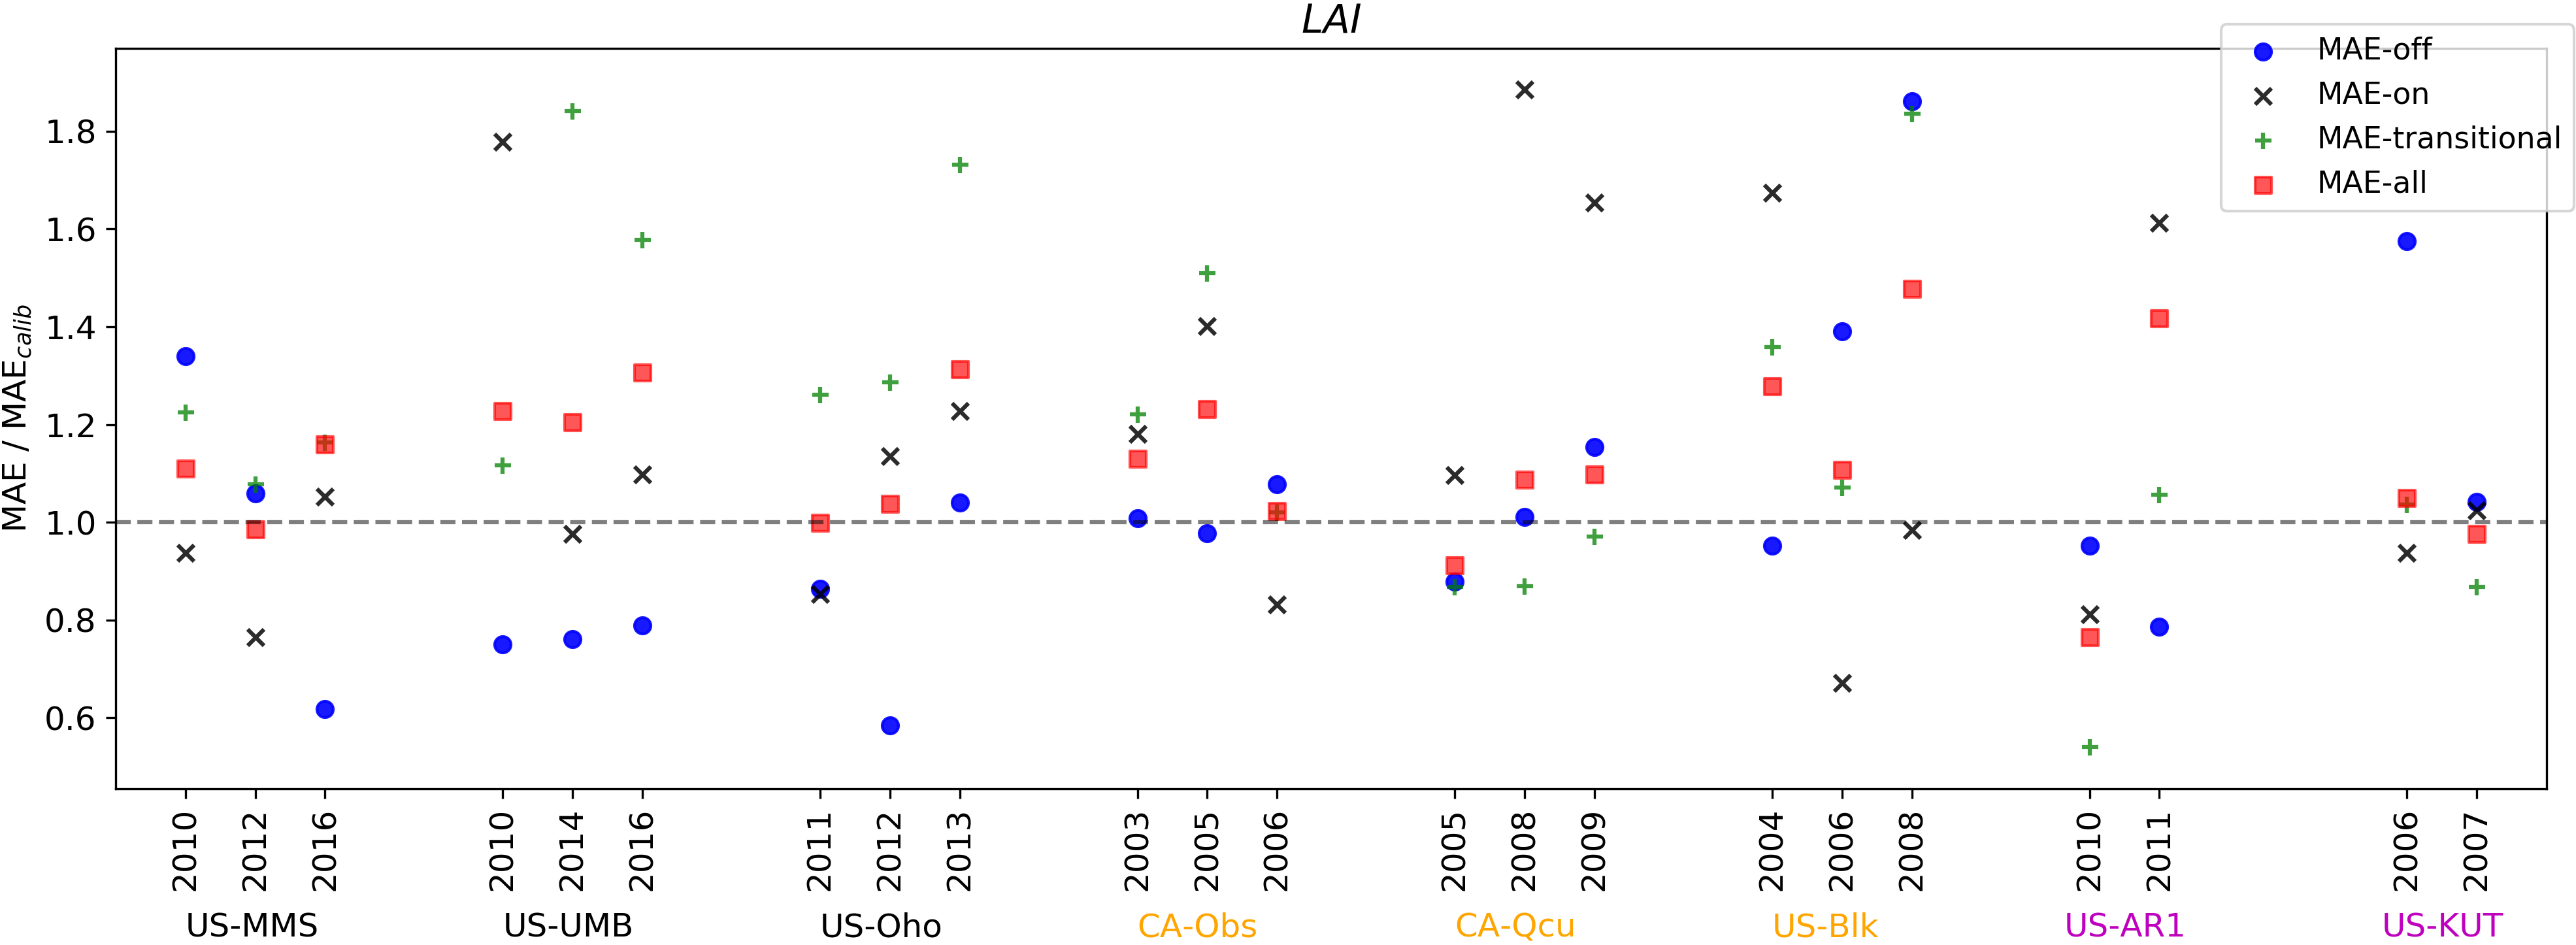 LAI
MAE-off
MAE-on
MAE-transitional
MAE-all
MAE / MAEcalib
1.8
1.6
1.4
1.2
1.0
0.8
0.6
2010 2012 2016 2010 2014 2016 2011 2012 2013 2003 2005 2006 2005 2008 2009 2004 2006 2008 2010 2011 2006 2007
US-MMS US-UMB US-Oho CA-Obs CA-Qcu US-Blk US-AR1 US-KUT